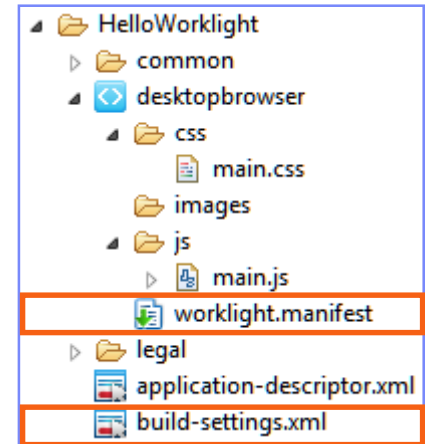 HelloWorklight
common
desktopbrowser
css
main.css
images
js
main.js
worklight.manifest
legal
application-descriptor.xml
build-settings.xml